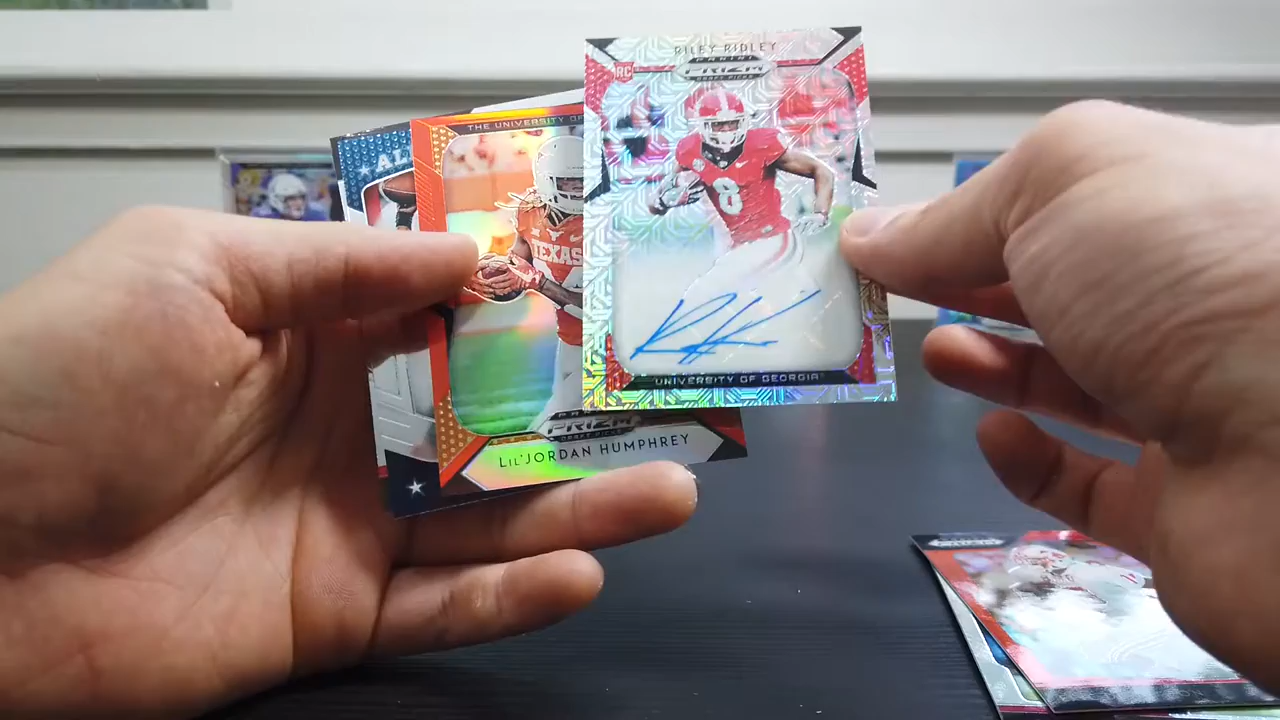 RILEY RIDLEY
PANINI
PRIZM
DRAFT PICKS
RC
8
UNIVERSITY OF GEORGIA
THE UNIVERSITY OF
TEXAS
PRIZM
DRAFT PICKS
LIL'JORDAN HUMPHREY
AL